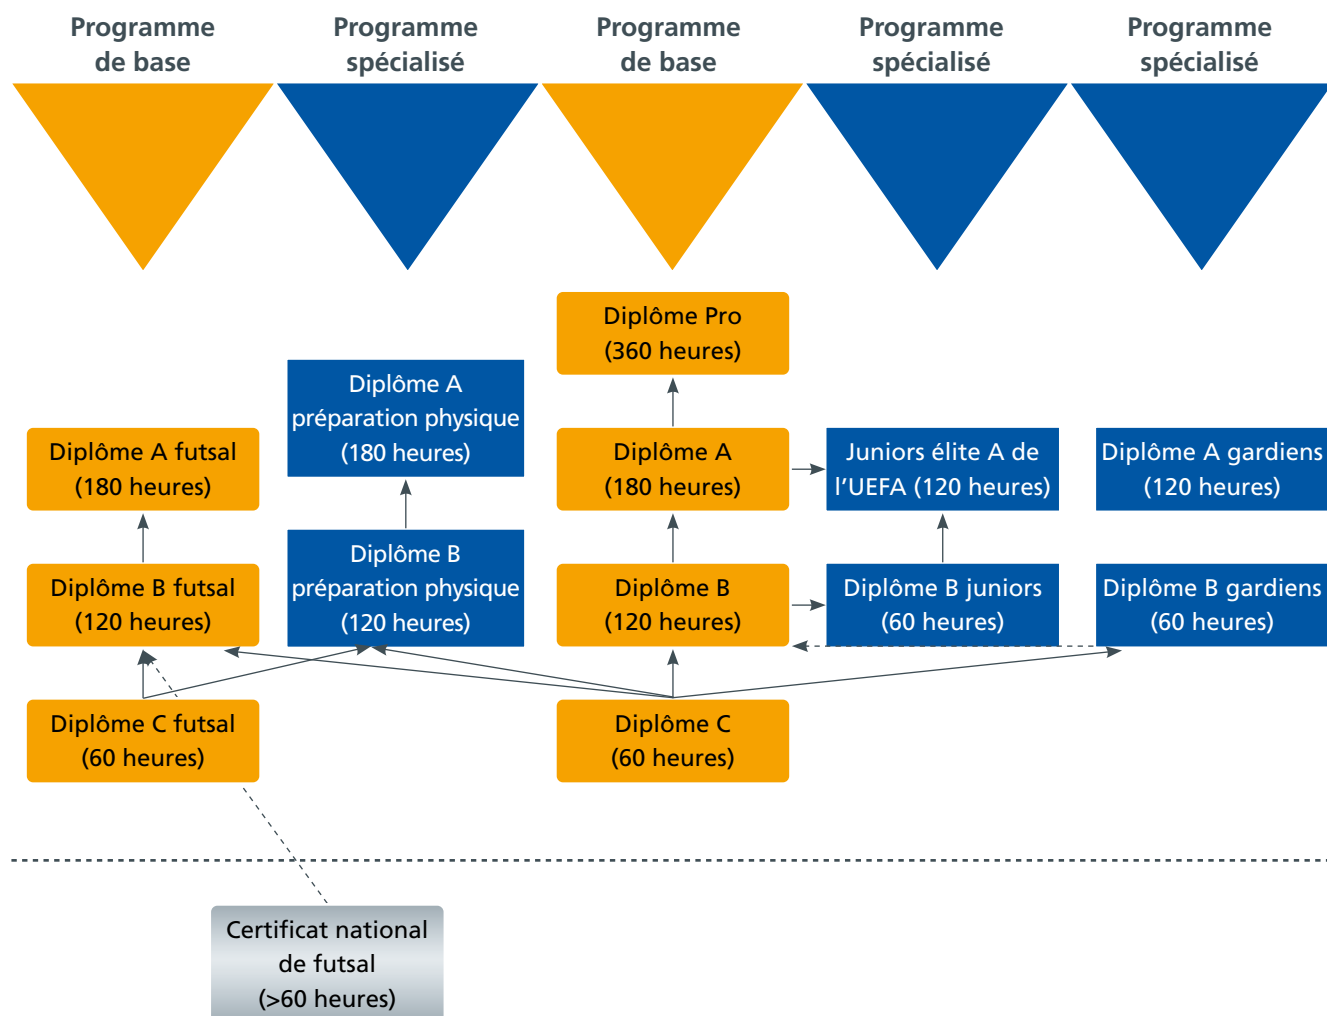 Programme
de base
Programme
spécialisé
Programme
de base
Programme
spécialisé
Programme
spécialisé
Diplôme Pro
(360 heures)
Diplôme A
préparation physique
(180 heures)
Diplôme A futsal
(180 heures)
Diplôme A
(180 heures)
Juniors élite A de
l'UEFA (120 heures)
Diplôme A gardiens
(120 heures)
Diplôme B
préparation physique
(120 heures)
Diplôme B futsal
(120 heures)
Diplôme B
(120 heures)
Diplôme B juniors
(60 heures)
Diplôme B gardiens
(60 heures)
Diplôme C futsal
(60 heures)
Diplôme C
(60 heures)
Certificat national
de futsal
(>60 heures)